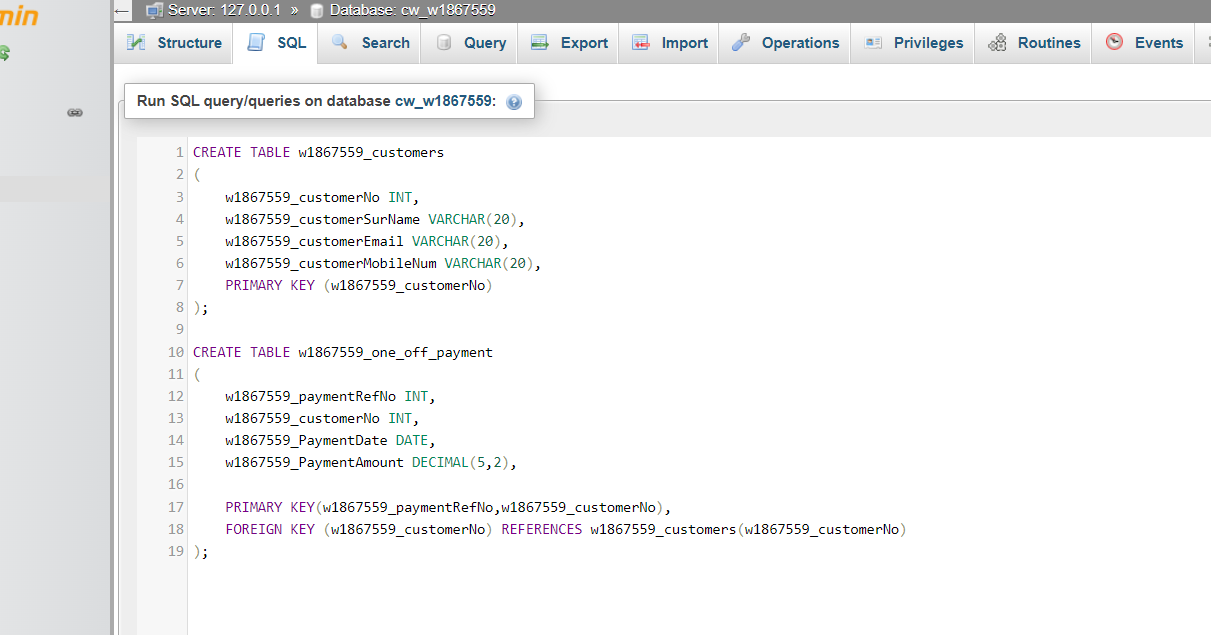 min
← Server: 127.0.0.1 » Database: cw_w1867559
Structure SQL Search Query Export Import Operations Privileges Routines Events
Run SQL query/queries on database cw_w1867559:
1 CREATE TABLE w1867559_customers
2 (
3 w1867559_customerNo INT,
4 w1867559_customerSurName VARCHAR(20),
5 w1867559_customerEmail VARCHAR(20),
6 w1867559_customerMobileNum VARCHAR(20),
7 PRIMARY KEY (w1867559_customerNo)
8 );
9
10 CREATE TABLE w1867559_one_off_payment
11 (
12 w1867559_paymentRefNo INT,
13 w1867559_customerNo INT,
14 w1867559_PaymentDate DATE,
15 w1867559_PaymentAmount DECIMAL(5,2),
16
17 PRIMARY KEY(w1867559_paymentRefNo,w1867559_customerNo),
18 FOREIGN KEY (w1867559_customerNo) REFERENCES w1867559_customers(w1867559_customerNo)
19 );